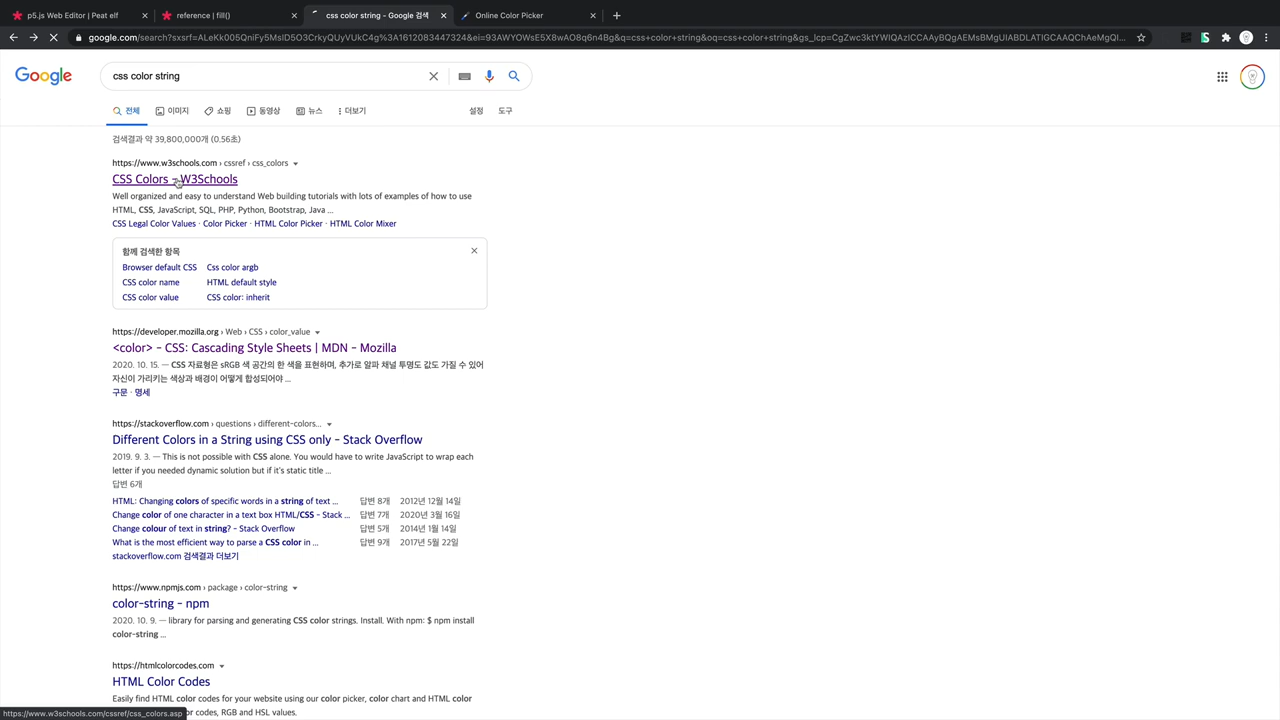 p5.js Web Editor | Peat elf
reference | fill()
css color string - Google 검색
Online Color Picker
google.com/search?sxsrf=ALeKk005QniFy5MslD5O3CrkyQUyVUkC4g%3A1612083447324&ei=93AWYOWsE5X8wAO8q6n4Bg&q=css+color+string&oq=css+color+string&gs_lcp=CgZwc3ktYWlQAzlCCAAyBQgAEMsBMgUIABDLATIGCAAQChAeMgQI...
Google
css color string
전체 이미지 쇼핑 동영상 뉴스 더보기 설정 도구
검색결과 약 39,800,000개 (0.56초)
https://www.w3schools.com › cssref › css_colors
CSS Colors - W3Schools
Well organized and easy to understand Web building tutorials with lots of examples of how to use
HTML, CSS, JavaScript, SQL, PHP, Python, Bootstrap, Java ...
CSS Legal Color Values · Color Picker · HTML Color Picker · HTML Color Mixer
함께 검색한 항목
Browser default CSS Css color argb
CSS color name HTML default style
CSS color value CSS color: inherit
https://developer.mozilla.org › Web › CSS › color_value
<color> - CSS: Cascading Style Sheets | MDN - Mozilla
2020. 10. 15. — CSS 자료형은 sRGB 색 공간의 한 색을 표현하며, 추가로 알파 채널 투명도 값도 가질 수 있어
자신이 가리키는 색상과 배경이 어떻게 합성되어야 ...
구문 · 명세
https://stackoverflow.com › questions › different-colors...
Different Colors in a String using CSS only - Stack Overflow
2019. 9. 3. — This is not possible with CSS alone. You would have to write JavaScript to wrap each
letter if you needed dynamic solution but if it's static title ...
답변 6개
HTML: Changing colors of specific words in a string of text ... 답변 8개 2012년 12월 14일
Change color of one character in a text box HTML/CSS - Stack ... 답변 7개 2020년 3월 16일
Change colour of text in string? - Stack Overflow 답변 5개 2014년 1월 14일
What is the most efficient way to parse a CSS color in ... 답변 9개 2017년 5월 22일
stackoverflow.com 검색결과 더보기
https://www.npmjs.com › package › color-string
color-string - npm
2020. 10. 9. — library for parsing and generating CSS color strings. Install. With npm: $ npm install
color-string ...
https://htmlcolorcodes.com
HTML Color Codes
Easily find HTML color codes for your website using our color picker, color chart and HTML color
or codes, RGB and HSL values.
https://www.w3schools.com/cssref/css_colors.asp